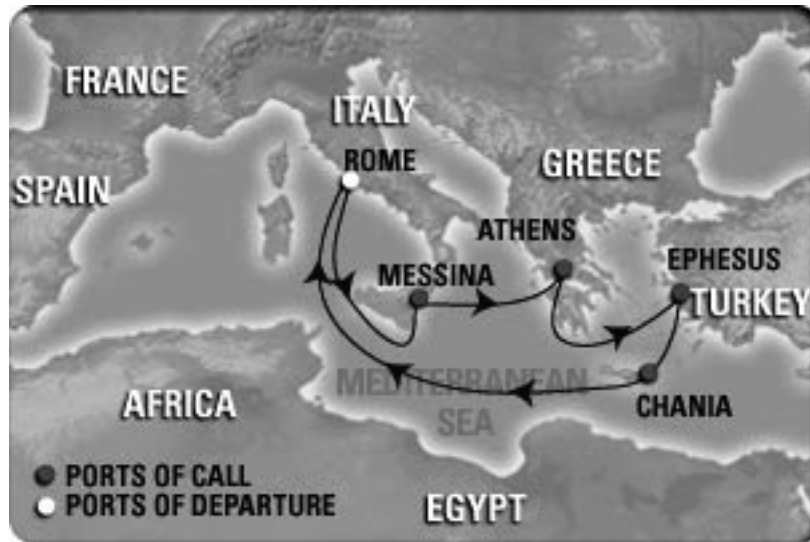 FRANCE
ITALY
ROME
SPAIN
GREECE
ATHENS
MESSINA
EPHESUS
TURKEY
MEDITERRANEAN
SEA
AFRICA
CHANIA
PORTS OF CALL
PORTS OF DEPARTURE
EGYPT